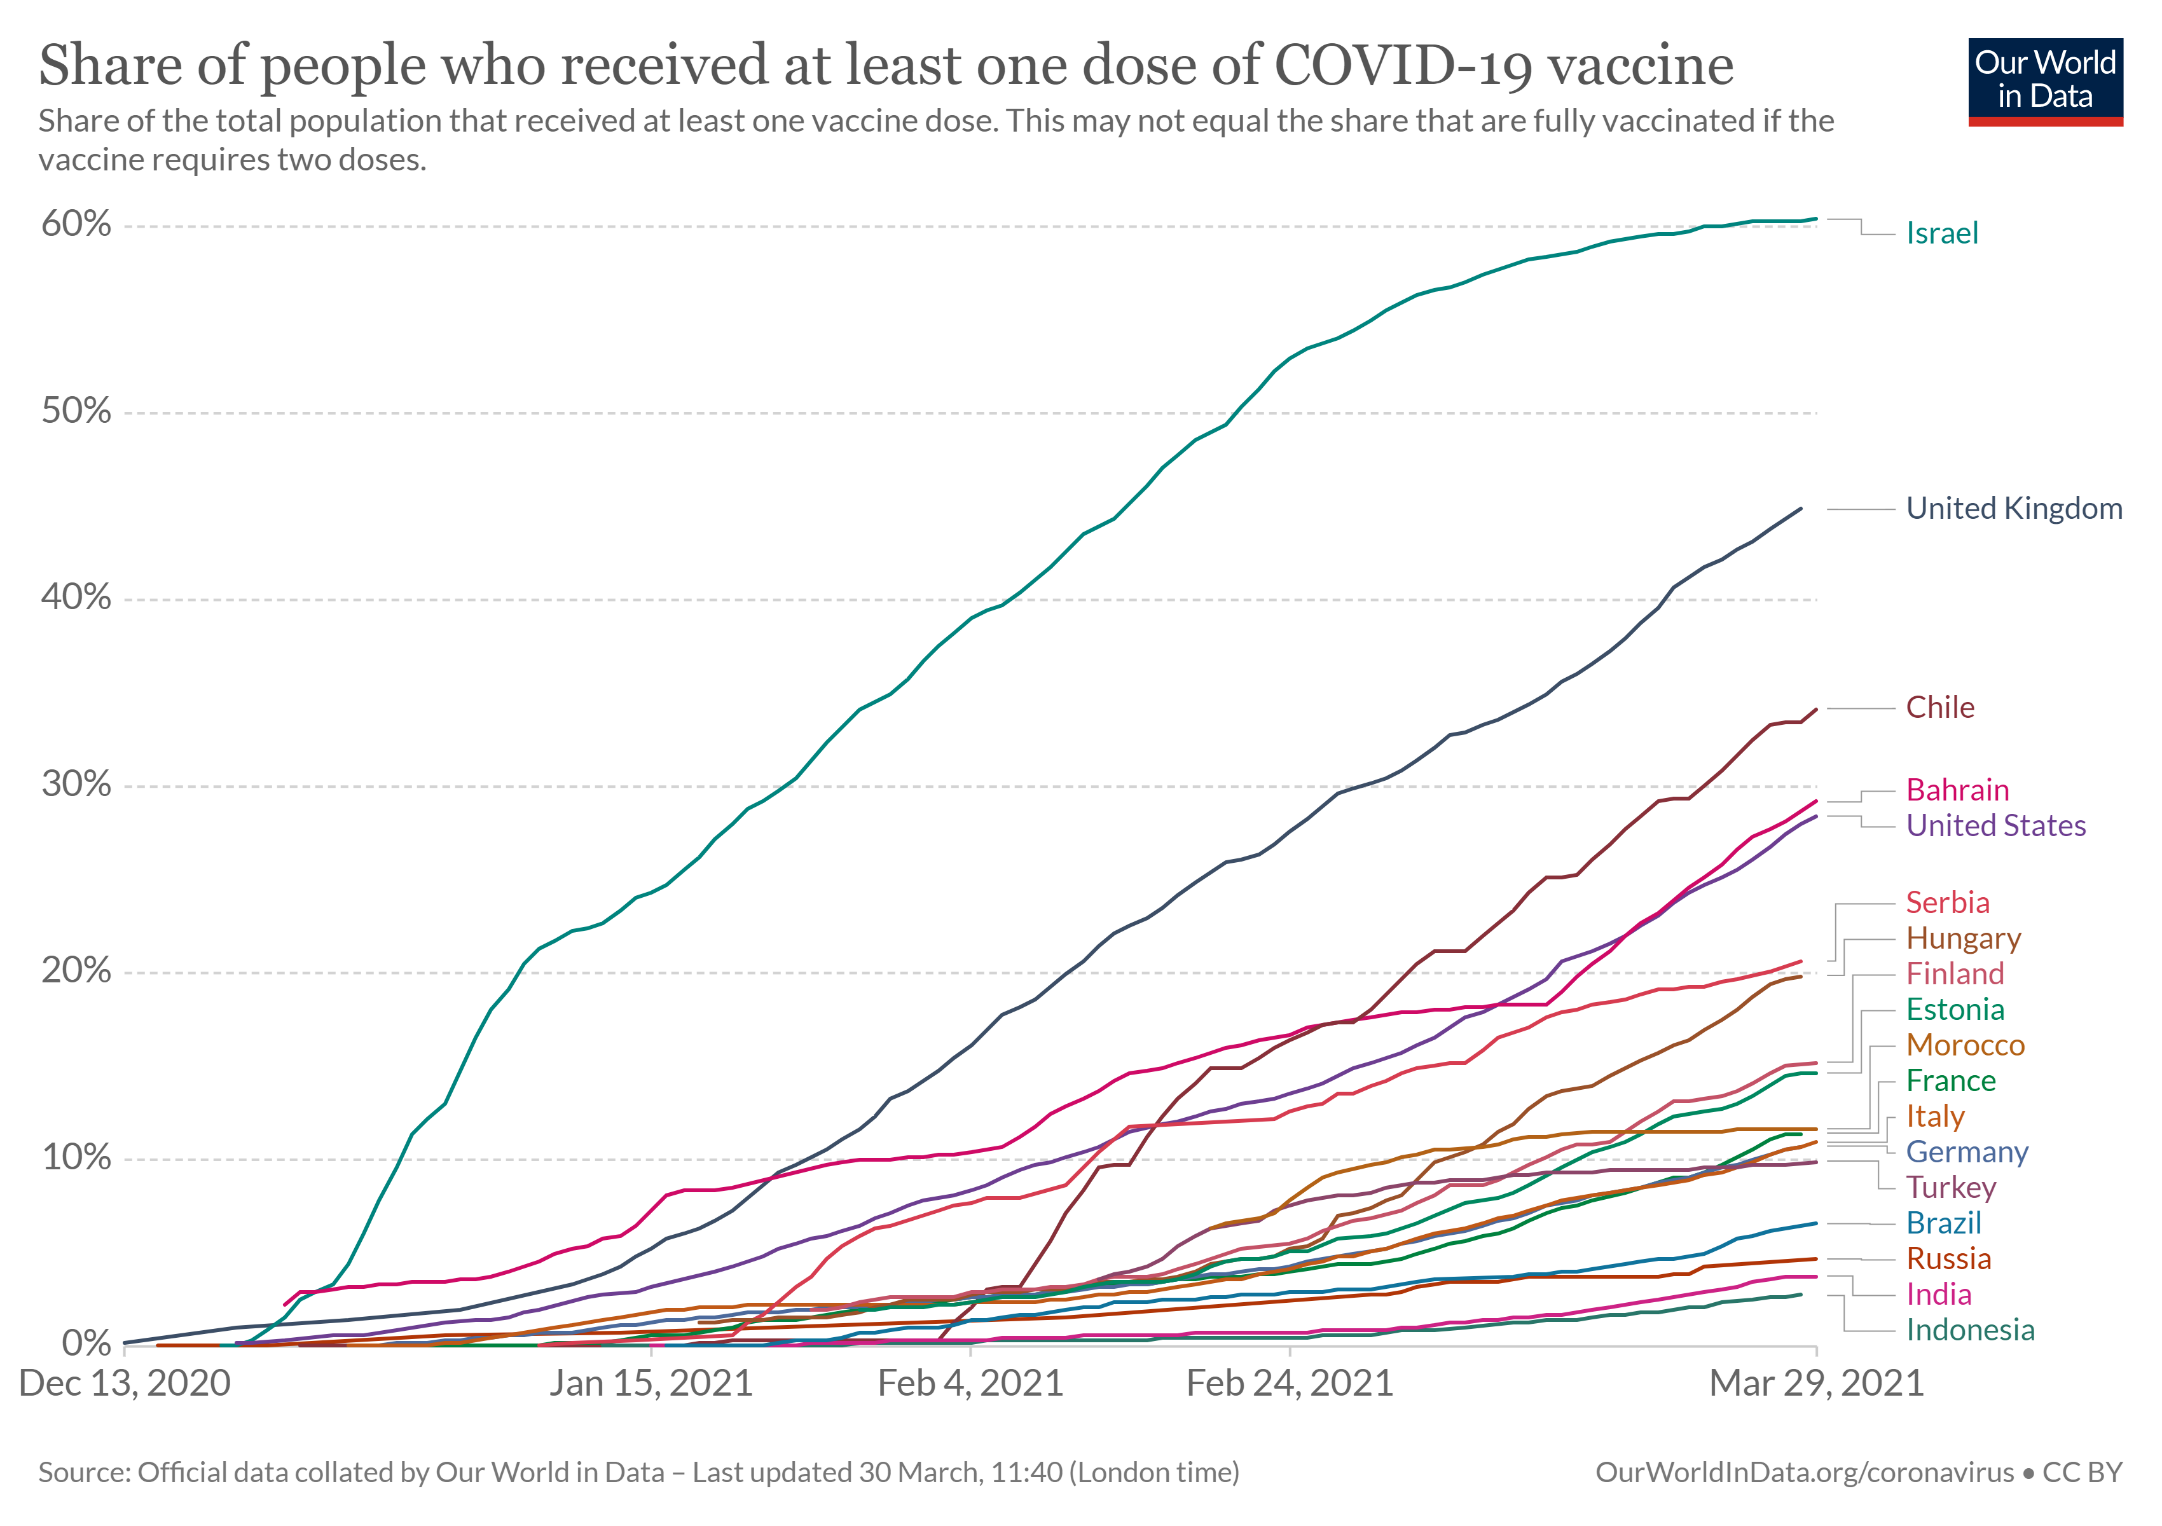 Share of people who received at least one dose of COVID-19 vaccine
Our World
in Data
Share of the total population that received at least one vaccine dose. This may not equal the share that are fully vaccinated if the
vaccine requires two doses.
60%
50%
40%
30%
20%
10%
0%
Israel
United Kingdom
Chile
Bahrain
United States
Serbia
Hungary
Finland
Estonia
Morocco
France
Italy
Germany
Turkey
Brazil
Russia
India
Indonesia
Dec 13, 2020
Jan 15, 2021
Feb 4, 2021
Feb 24, 2021
Mar 29, 2021
Source: Official data collated by Our World in Data – Last updated 30 March, 11:40 (London time)
OurWorldInData.org/coronavirus • CC BY